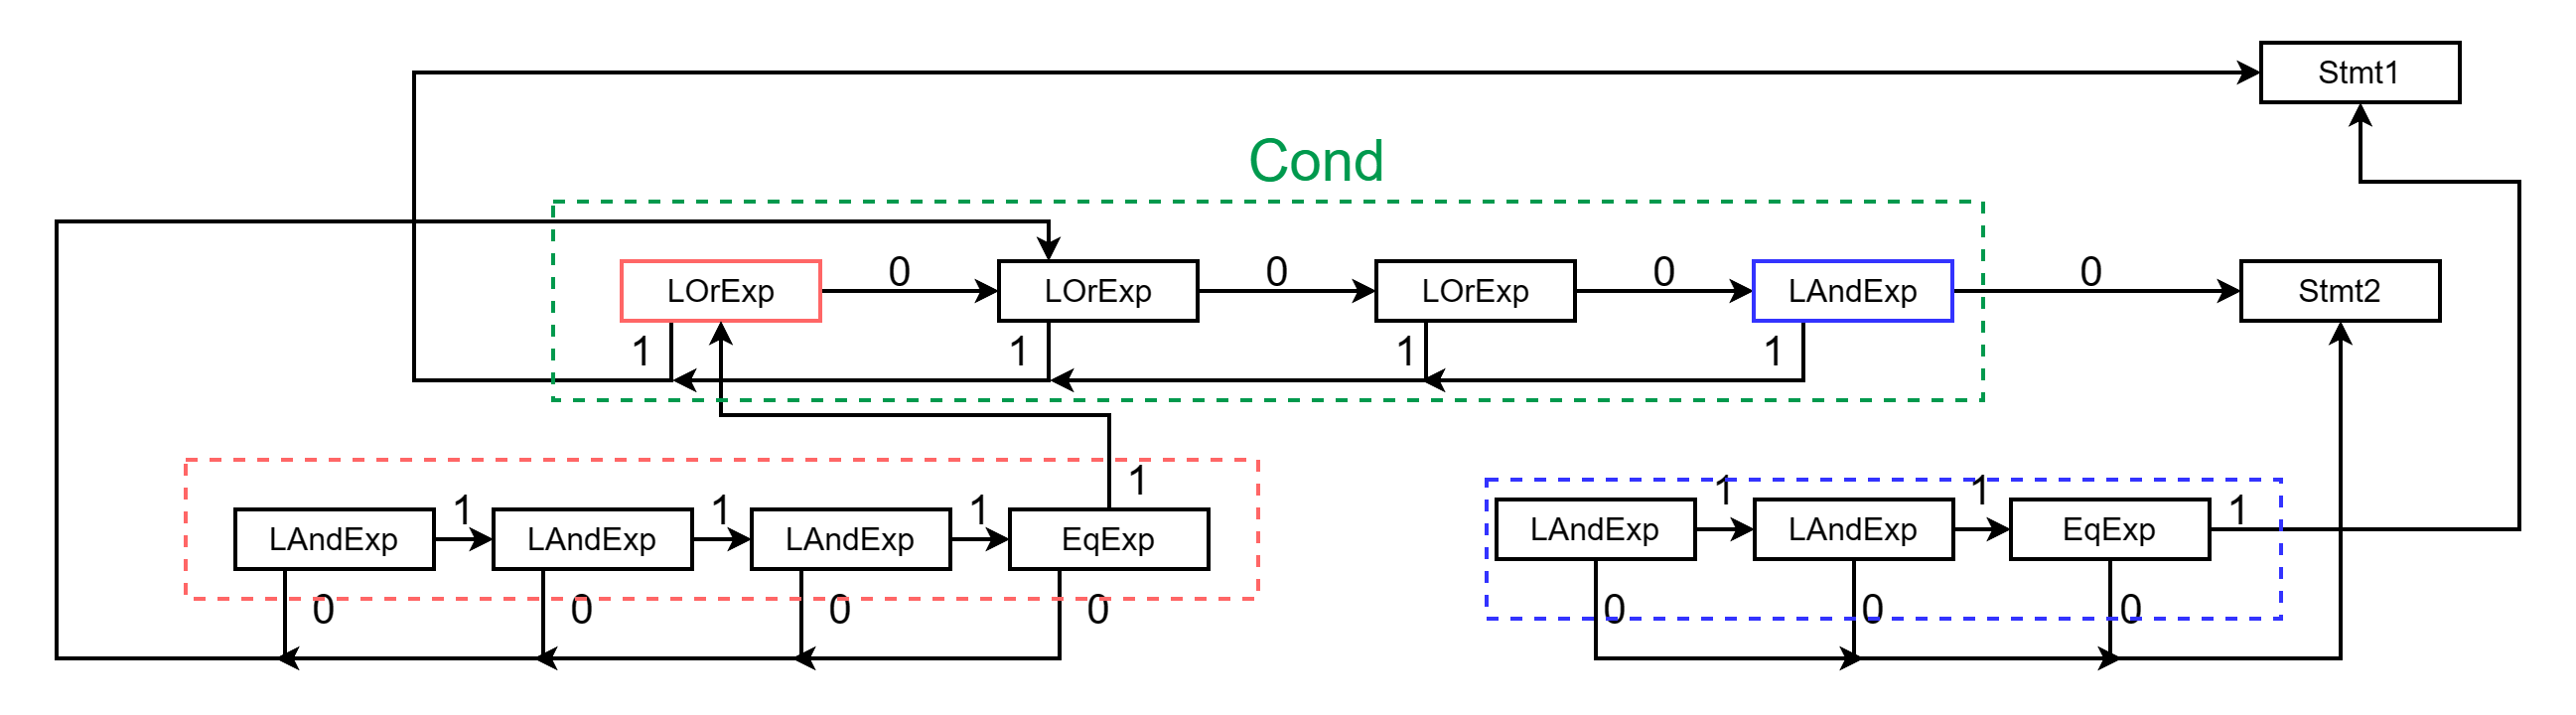 Stmt1
Cond
LOrExp 0 LOrExp 0 LOrExp 0 LAndExp 0 Stmt2
1 1 1 1
1
LAndExp 1 LAndExp 1 LAndExp 1 EqExp
LAndExp 1 LAndExp 1 EqExp 1
0 0 0 0
0 0 0